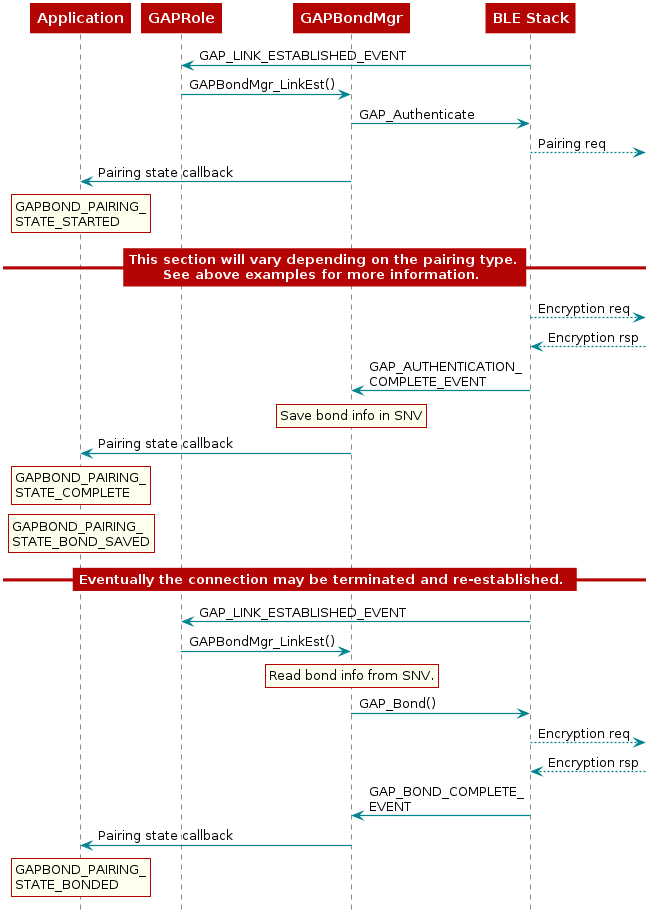 Application
GAPRole
GAPBondMgr
BLE Stack
GAP_LINK_ESTABLISHED_EVENT
GAPBondMgr_LinkEst()
GAP_Authenticate
Pairing req
Pairing state callback
GAPBOND_PAIRING_
STATE_STARTED
This section will vary depending on the pairing type.
See above examples for more information.
Encryption req
Encryption rsp
GAP_AUTHENTICATION_
COMPLETE_EVENT
Save bond info in SNV
Pairing state callback
GAPBOND_PAIRING_
STATE_COMPLETE
GAPBOND_PAIRING_
STATE_BOND_SAVED
Eventually the connection may be terminated and re-established.
GAP_LINK_ESTABLISHED_EVENT
GAPBondMgr_LinkEst()
Read bond info from SNV.
GAP_Bond()
Encryption req
Encryption rsp
GAP_BOND_COMPLETE_
EVENT
Pairing state callback
GAPBOND_PAIRING_
STATE_BONDED